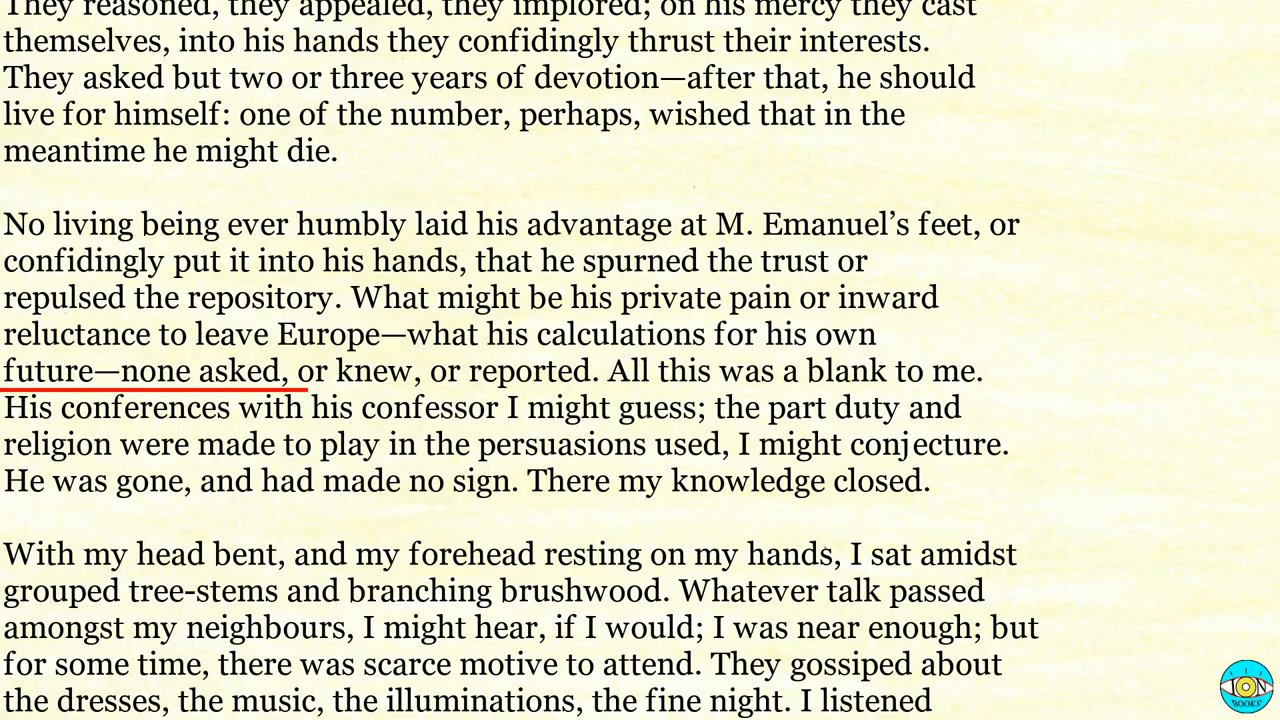 They reasoned, they appealed, they implored; on his mercy they cast
themselves, into his hands they confidingly thrust their interests.
They asked but two or three years of devotion—after that, he should
live for himself: one of the number, perhaps, wished that in the
meantime he might die.
No living being ever humbly laid his advantage at M. Emanuel’s feet, or
confidingly put it into his hands, that he spurned the trust or
repulsed the repository. What might be his private pain or inward
reluctance to leave Europe—what his calculations for his own
future—none asked, or knew, or reported. All this was a blank to me.
His conferences with his confessor I might guess; the part duty and
religion were made to play in the persuasions used, I might conjecture.
He was gone, and had made no sign. There my knowledge closed.
With my head bent, and my forehead resting on my hands, I sat amidst
grouped tree-stems and branching brushwood. Whatever talk passed
amongst my neighbours, I might hear, if I would; I was near enough; but
for some time, there was scarce motive to attend. They gossiped about
the dresses, the music, the illuminations, the fine night. I listened
ION
BOOKS